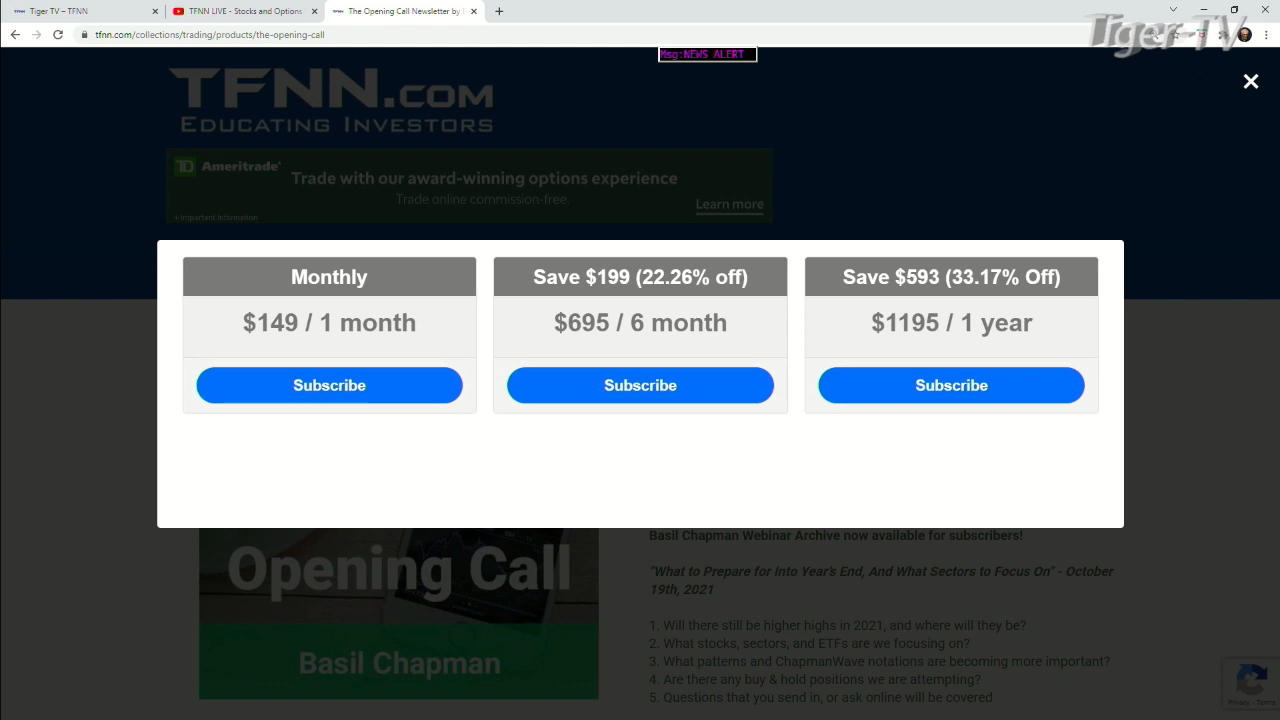 Tiger TV – TFNN
TFNN LIVE - Stocks and Options
The Opening Call Newsletter by
tfnn.com/collections/trading/products/the-opening-call
Tiger TV
Msg:NEWS ALERT
TFNN.com
Educating Investors
TD Ameritrade
Trade with our award-winning options experience
Trade online commission-free.
Learn more
+ Important Information
Monthly
$149 / 1 month
Subscribe
Save $199 (22.26% off)
$695 / 6 month
Subscribe
Save $593 (33.17% Off)
$1195 / 1 year
Subscribe
Opening Call
Basil Chapman
Basil Chapman Webinar Archive now available for subscribers!
"What to Prepare for Into Year's End, And What Sectors to Focus On" - October
19th, 2021
1. Will there still be higher highs in 2021, and where will they be?
2. What stocks, sectors, and ETFs are we focusing on?
3. What patterns and ChapmanWave notations are becoming more important?
4. Are there any buy & hold positions we are attempting?
5. Questions that you send in, or ask online will be covered
Privacy - Terms